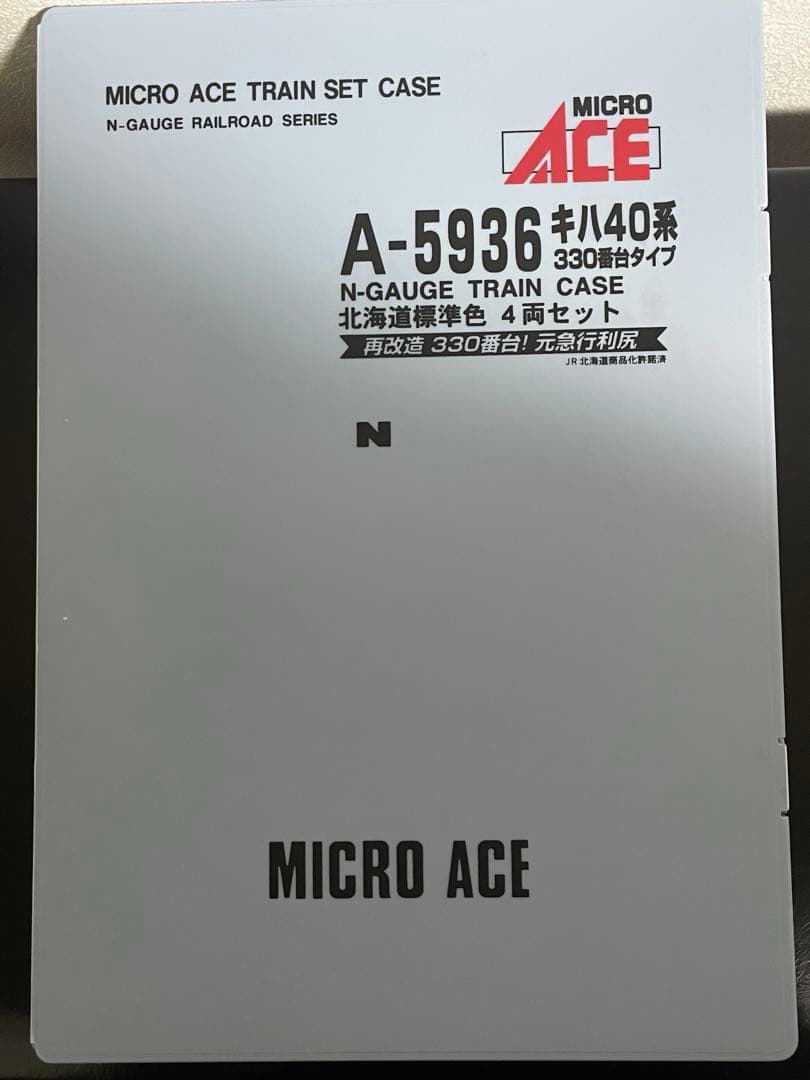 MICRO ACE TRAIN SET CASE
N-GAUGE RAILROAD SERIES
MICRO
ACE
A-5936 キハ40系
330番台タイプ
N-GAUGE TRAIN CASE
北海道標準色 4両セット
再改造 330番台! 元急行利尻
JR北海道商品化許諾済
N
MICRO ACE